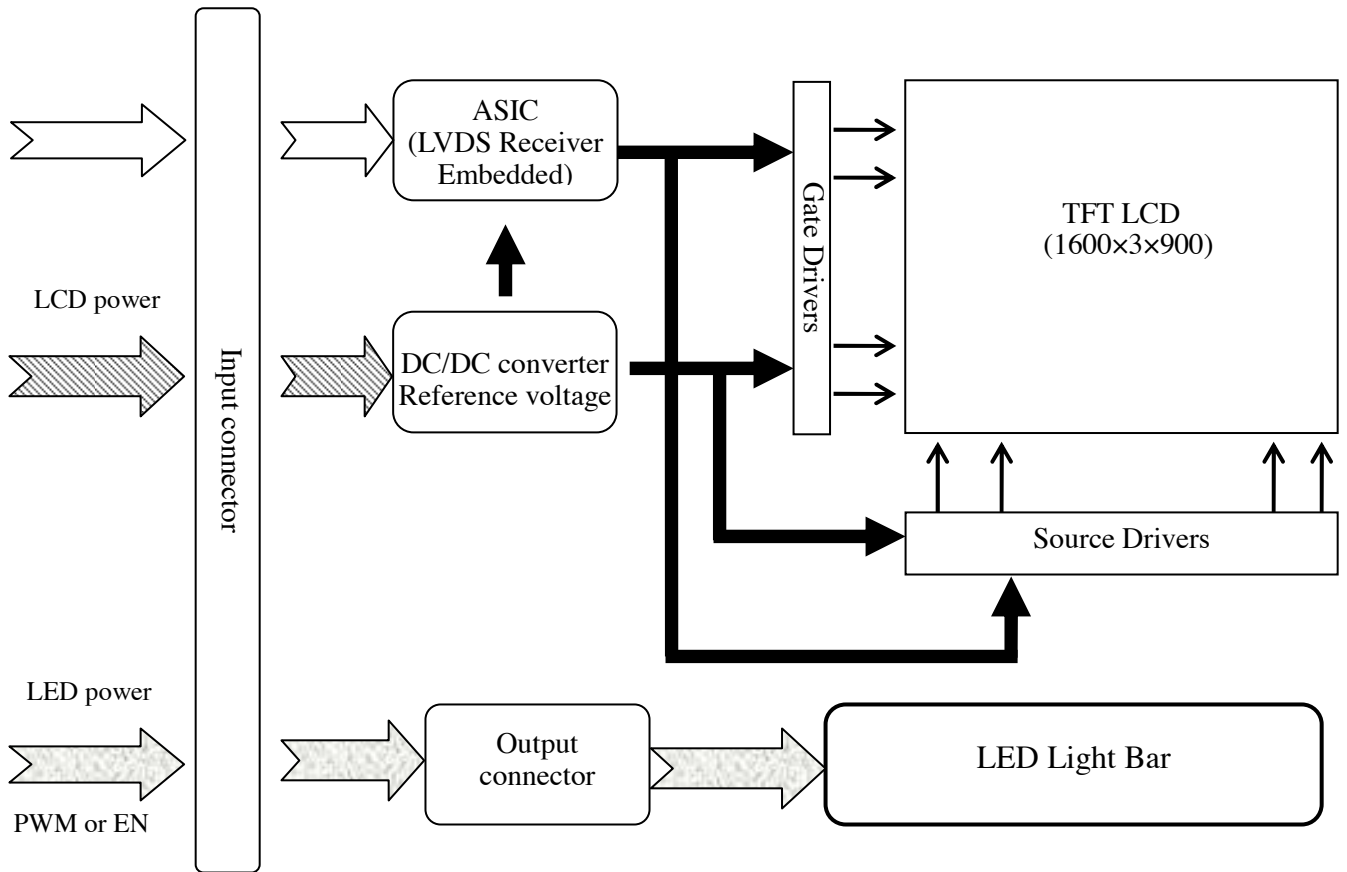 ASIC
(LVDS Receiver
Embedded)
Gate Drivers
TFT LCD
(1600×3×900)
LCD power
Input connector
DC/DC converter
Reference voltage
Source Drivers
LED power
Output
connector
LED Light Bar
PWM or EN